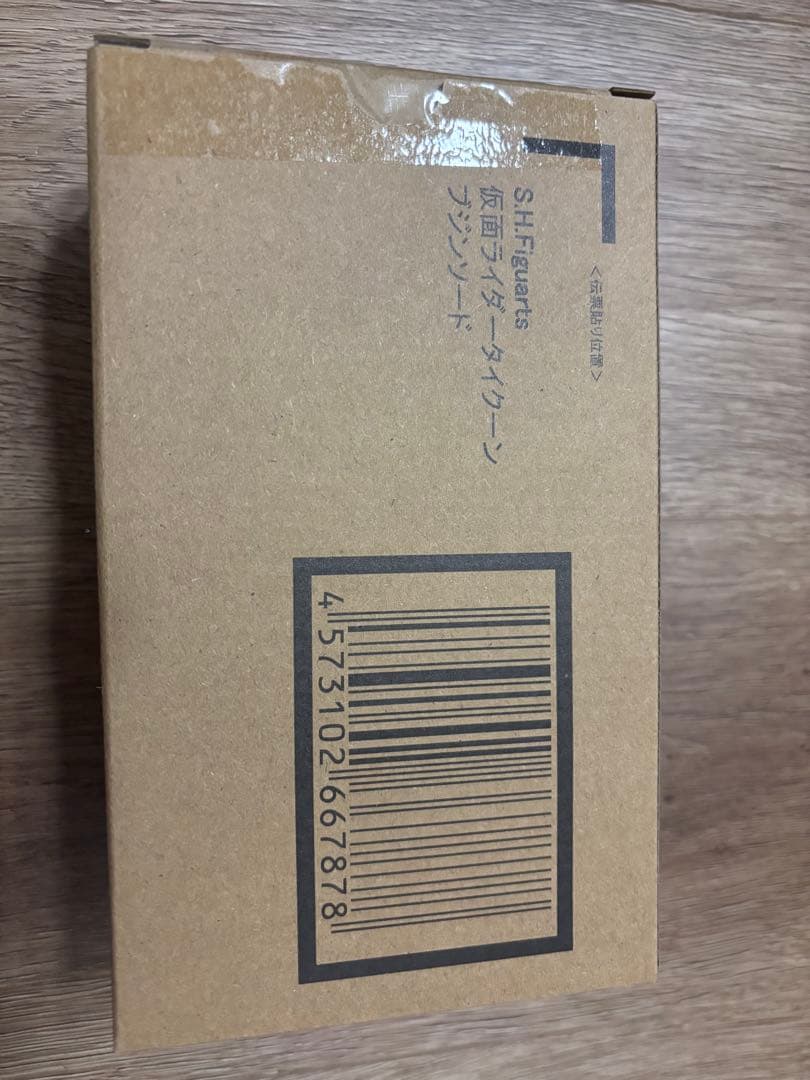 <伝票貼り位置>
S.H.Figuarts
仮面ライダータイクーン
ブジンソード
4 573102 667878